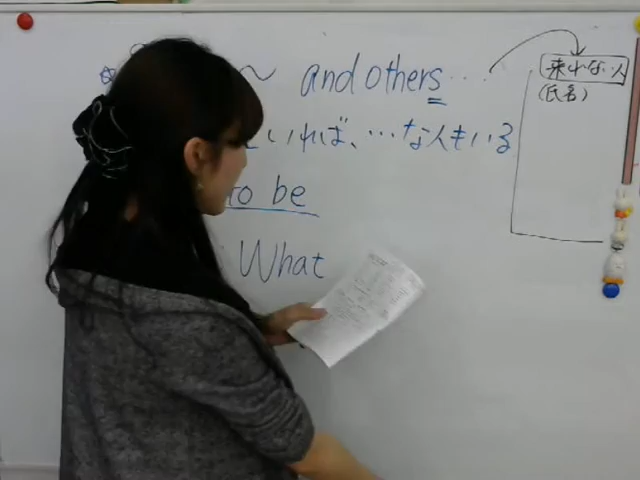 〜 and others...
いれば、…な人もいる
to be
What
来れない人
(氏名)